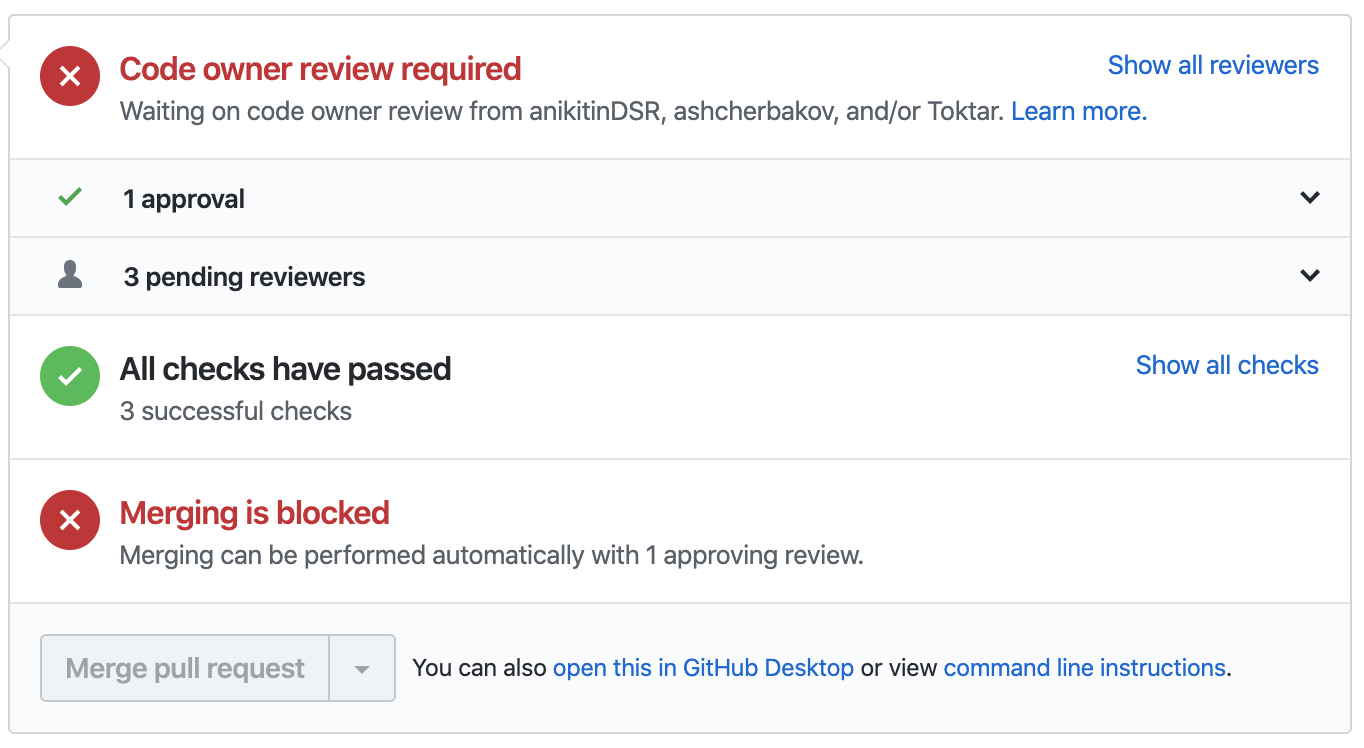 Code owner review required
Show all reviewers
Waiting on code owner review from anikitinDSR, ashcherbakov, and/or Toktar. Learn more.
1 approval
3 pending reviewers
All checks have passed
Show all checks
3 successful checks
Merging is blocked
Merging can be performed automatically with 1 approving review.
Merge pull request
You can also open this in GitHub Desktop or view command line instructions.